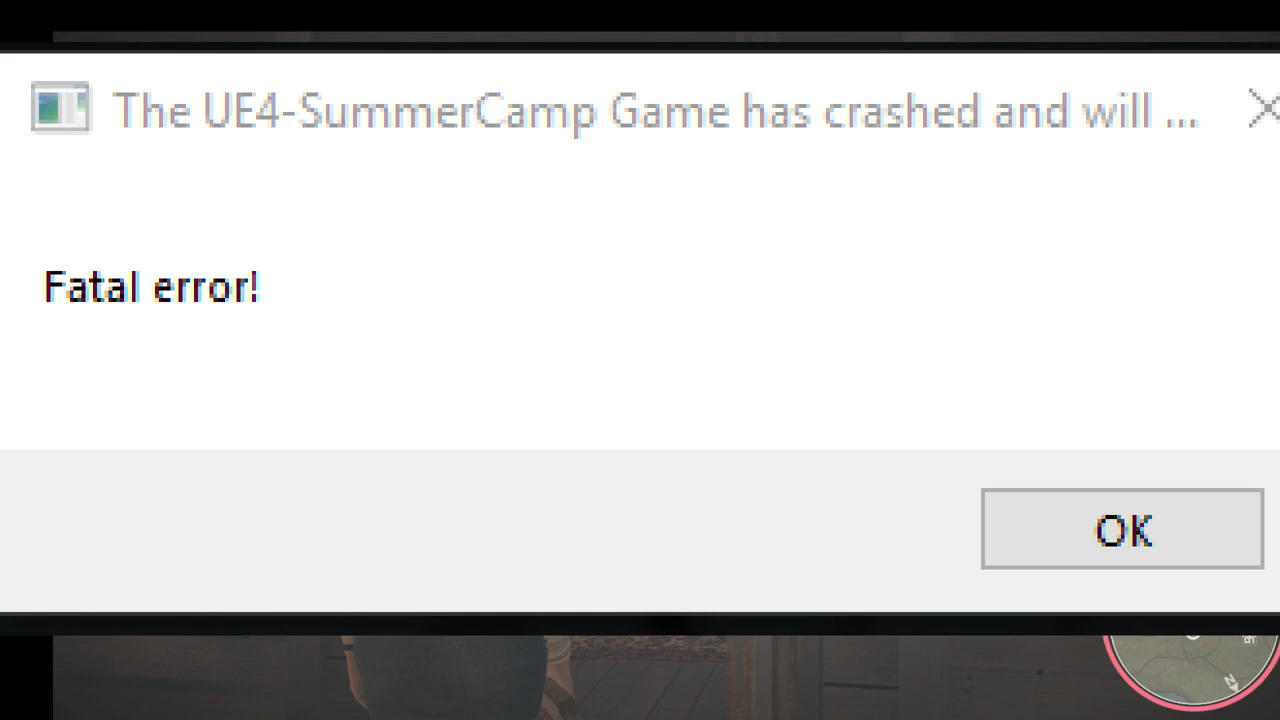 The UE4-SummerCamp Game has crashed and will ...
Fatal error!
OK
N